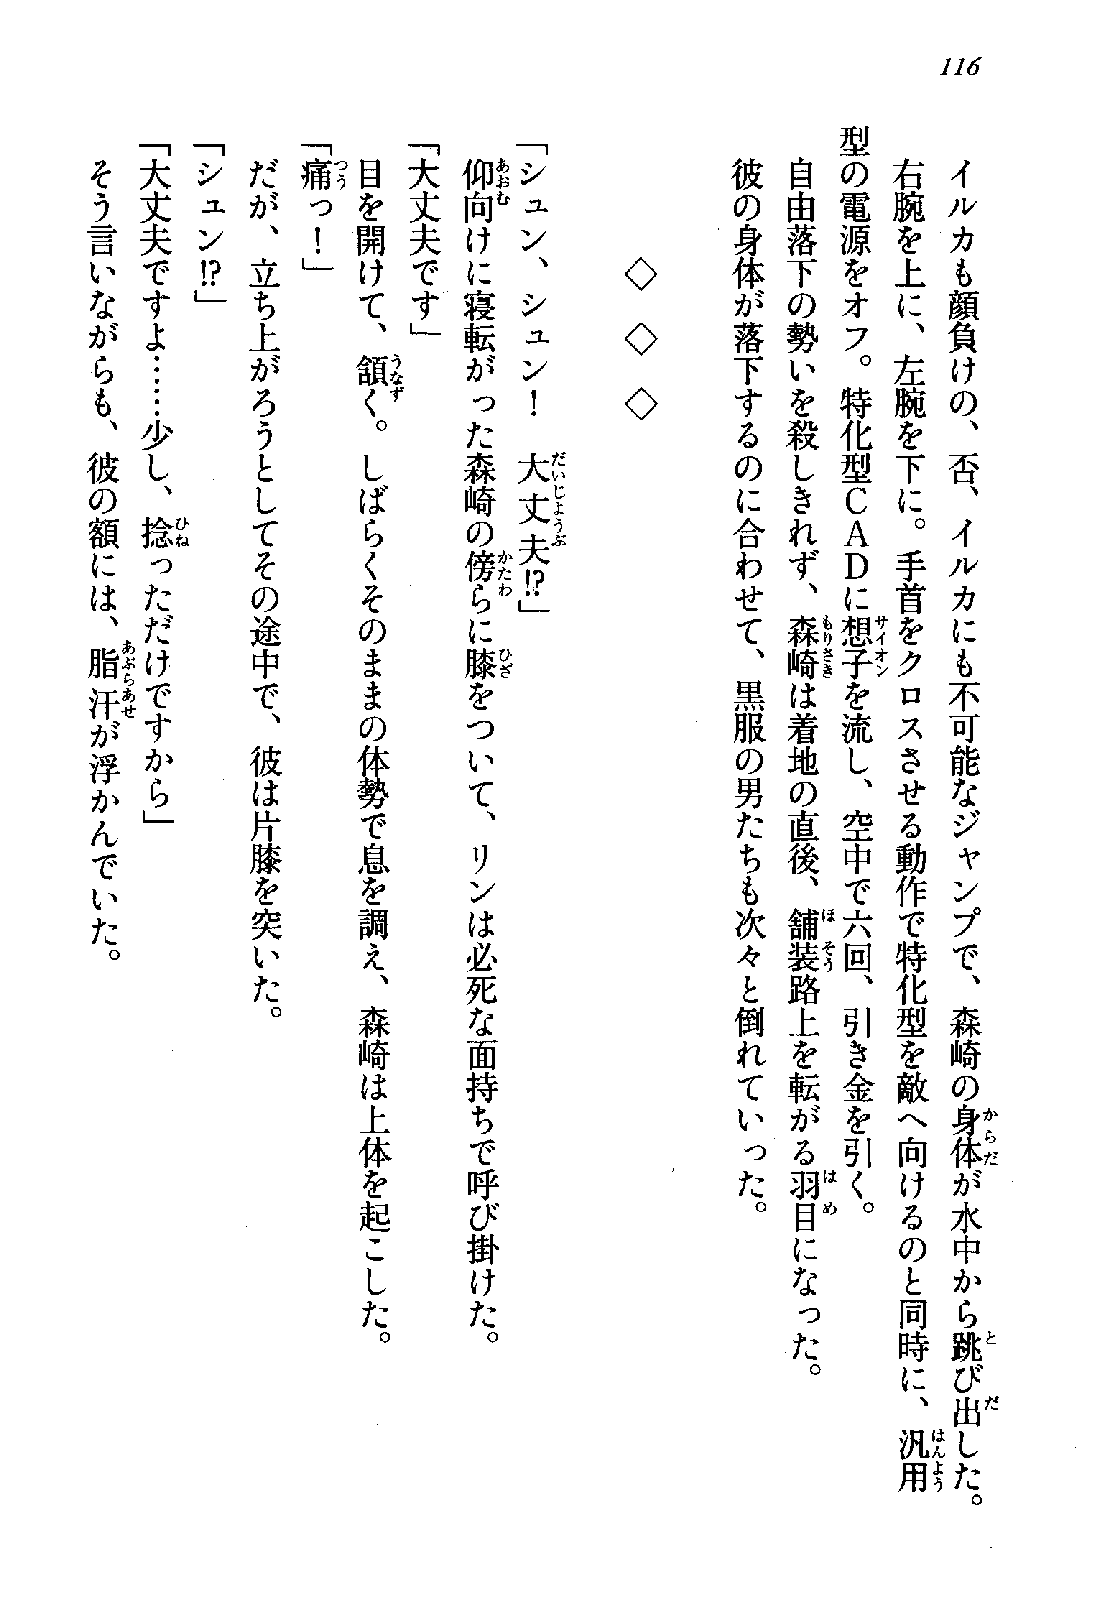 116
イルカも顔負けの、否、イルカにも不可能なジャンプで、森崎の身体が水中から跳び出した。
右腕を上に、左腕を下に。手首をクロスさせる動作で特化型を敵へ向けるのと同時に、汎用
型の電源をオフ。特化型ＣＡＤに想子を流し、空中で六回、引き金を引く。
自由落下の勢いを殺しきれず、森崎は着地の直後、舗装路上を転がる羽目になった。
彼の身体が落下するのに合わせて、黒服の男たちも次々と倒れていった。
◇　◇　◇
「シュン、シュン！　大丈夫⁉」
仰向けに寝転がった森崎の傍らに膝をついて、リンは必死な面持ちで呼び掛けた。
「大丈夫です」
目を開けて、頷く。しばらくそのままの体勢で息を調え、森崎は上体を起こした。
「痛っ！」
だが、立ち上がろうとしてその途中で、彼は片膝を突いた。
「シュン⁉」
「大丈夫ですよ……少し、捻っただけですから」
そう言いながらも、彼の額には、脂汗が浮かんでいた。